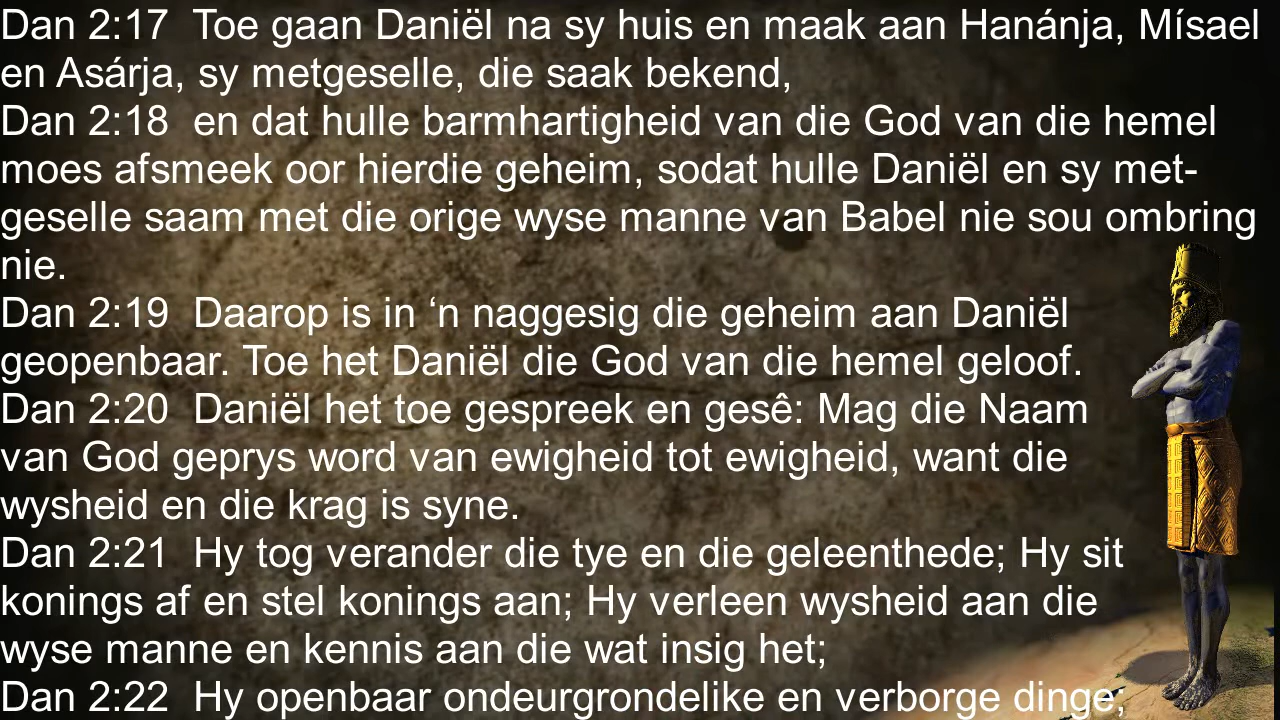 Dan 2:17  Toe gaan Daniël na sy huis en maak aan Hanánja, Mísael
en Asárja, sy metgeselle, die saak bekend,
Dan 2:18  en dat hulle barmhartigheid van die God van die hemel
moes afsmeek oor hierdie geheim, sodat hulle Daniël en sy met-
geselle saam met die orige wyse manne van Babel nie sou ombring
nie.
Dan 2:19  Daarop is in ‘n naggesig die geheim aan Daniël
geopenbaar. Toe het Daniël die God van die hemel geloof.
Dan 2:20  Daniël het toe gespreek en gesê: Mag die Naam
van God geprys word van ewigheid tot ewigheid, want die
wysheid en die krag is syne.
Dan 2:21  Hy tog verander die tye en die geleenthede; Hy sit
konings af en stel konings aan; Hy verleen wysheid aan die
wyse manne en kennis aan die wat insig het;
Dan 2:22  Hy openbaar ondeurgrondelike en verborge dinge;